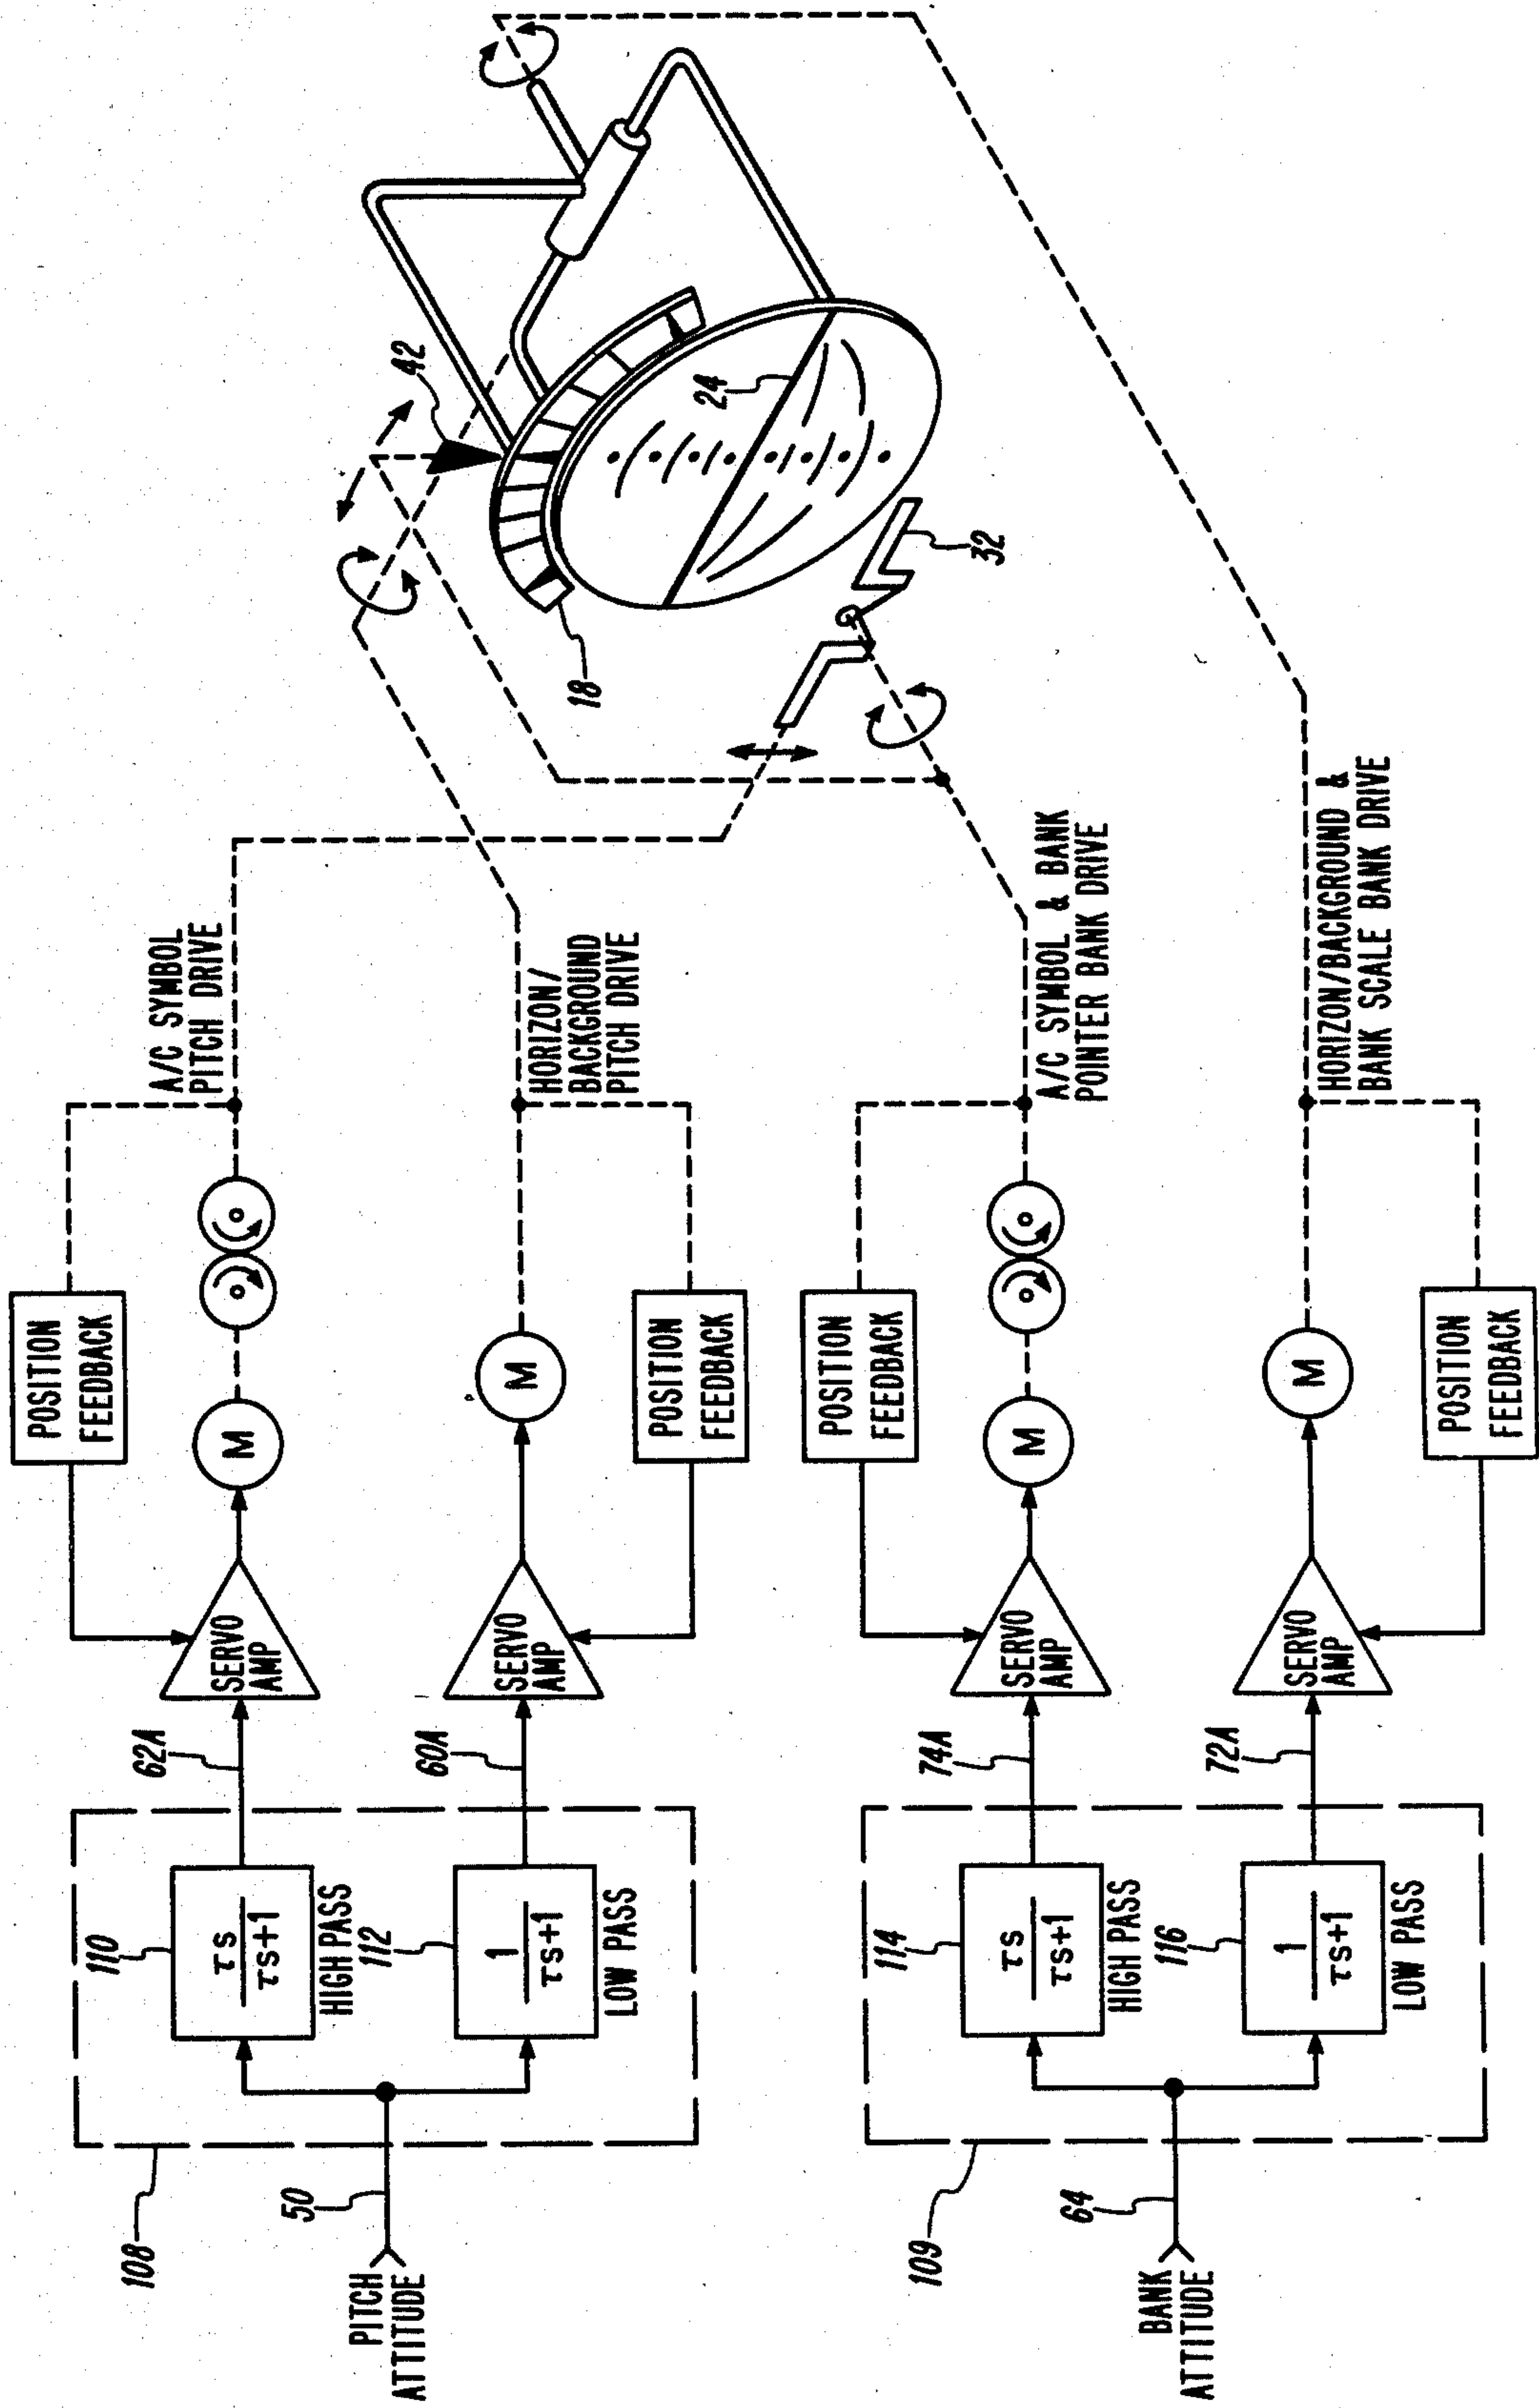 108
PITCH
ATTITUDE
50
110
τs
τs+1
HIGH PASS
112
1
τs+1
LOW PASS
62A
60A
SERVO
AMP
SERVO
AMP
POSITION
FEEDBACK
M
M
POSITION
FEEDBACK
A/C SYMBOL
PITCH DRIVE
HORIZON/
BACKGROUND
PITCH DRIVE
109
BANK
ATTITUDE
64
114
τs
τs+1
HIGH PASS
116
1
τs+1
LOW PASS
74A
72A
SERVO
AMP
SERVO
AMP
POSITION
FEEDBACK
M
M
POSITION
FEEDBACK
A/C SYMBOL & BANK
POINTER BANK DRIVE
HORIZON/BACKGROUND &
BANK SCALE BANK DRIVE
18
42
24
32